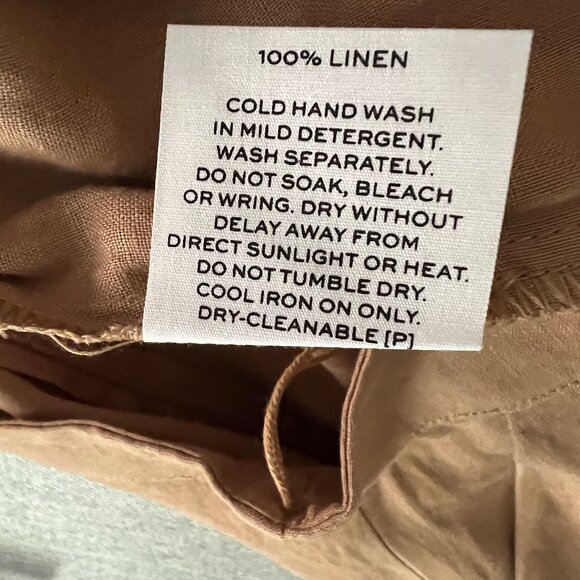 100% LINEN
COLD HAND WASH
IN MILD DETERGENT.
WASH SEPARATELY.
DO NOT SOAK, BLEACH
OR WRING. DRY WITHOUT
DELAY AWAY FROM
DIRECT SUNLIGHT OR HEAT.
DO NOT TUMBLE DRY.
COOL IRON ON ONLY.
DRY-CLEANABLE [P]